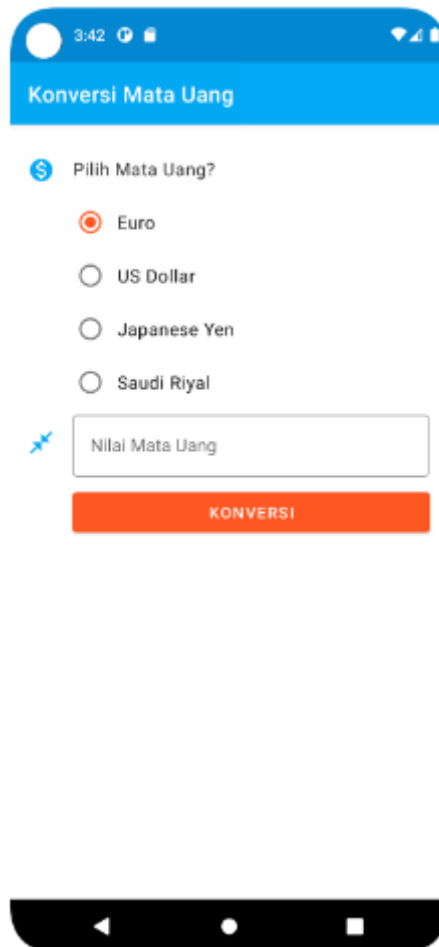 3:42
Konversi Mata Uang
Pilih Mata Uang?
Euro
US Dollar
Japanese Yen
Saudi Riyal
Nilai Mata Uang
KONVERSI